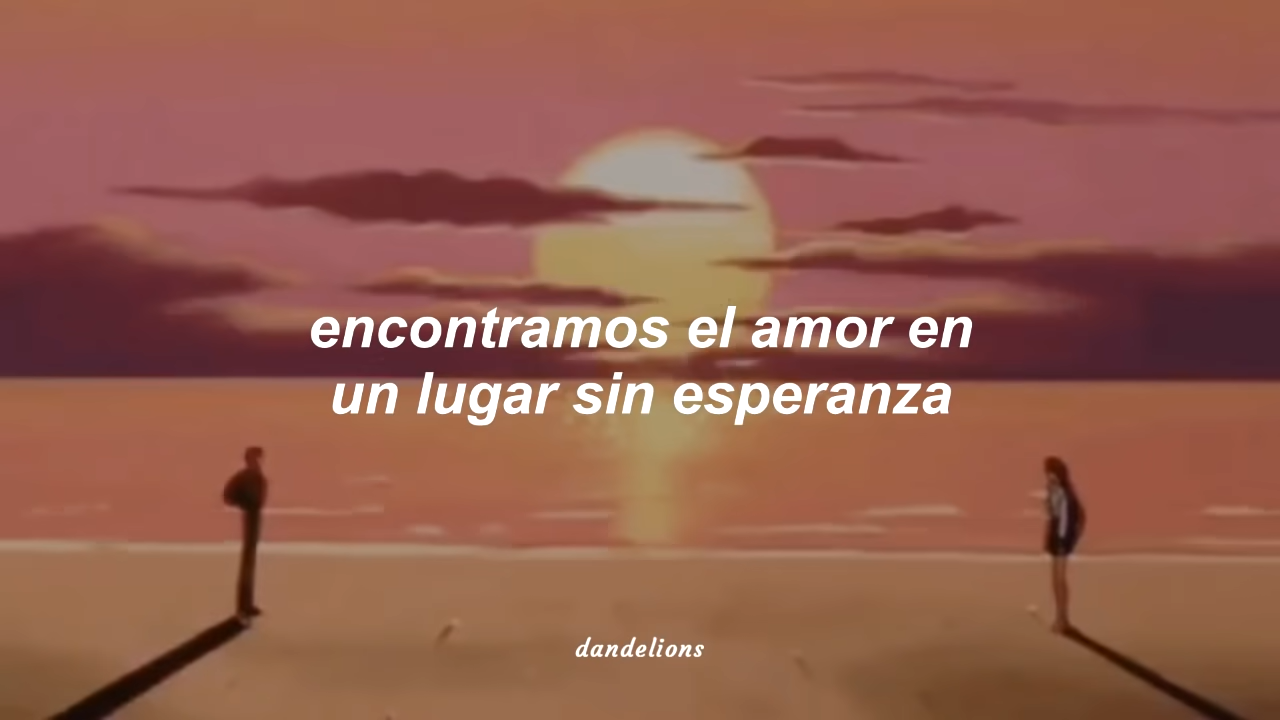 encontramos el amor en
un lugar sin esperanza
dandelions